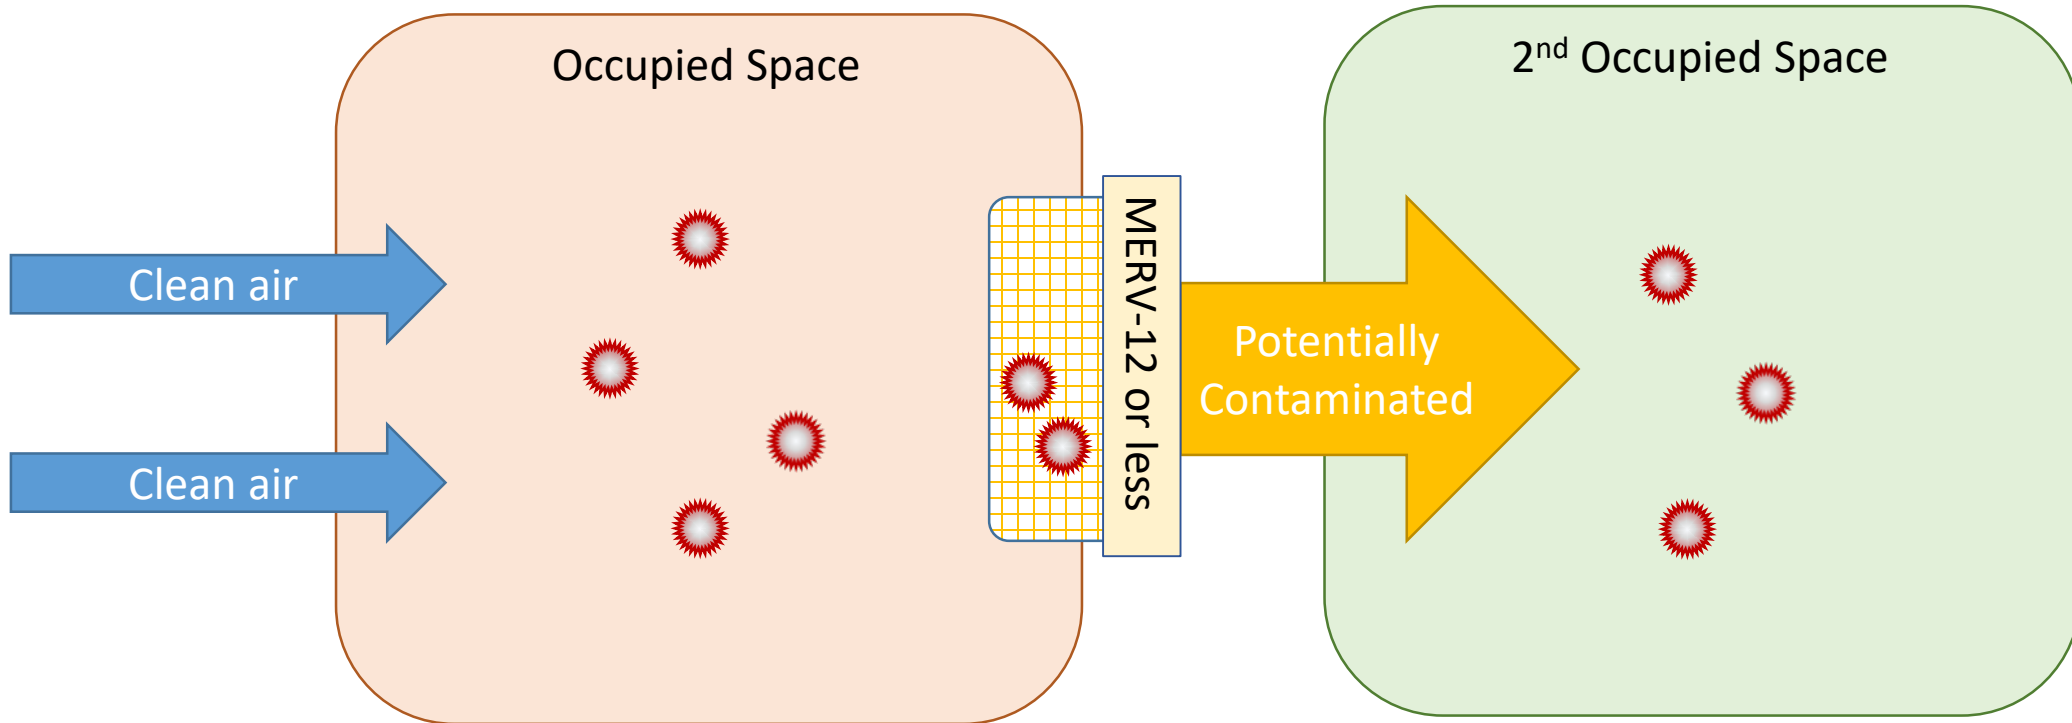 Occupied Space
2nd Occupied Space
Clean air
Clean air
MERV-12 or less
Potentially
Contaminated